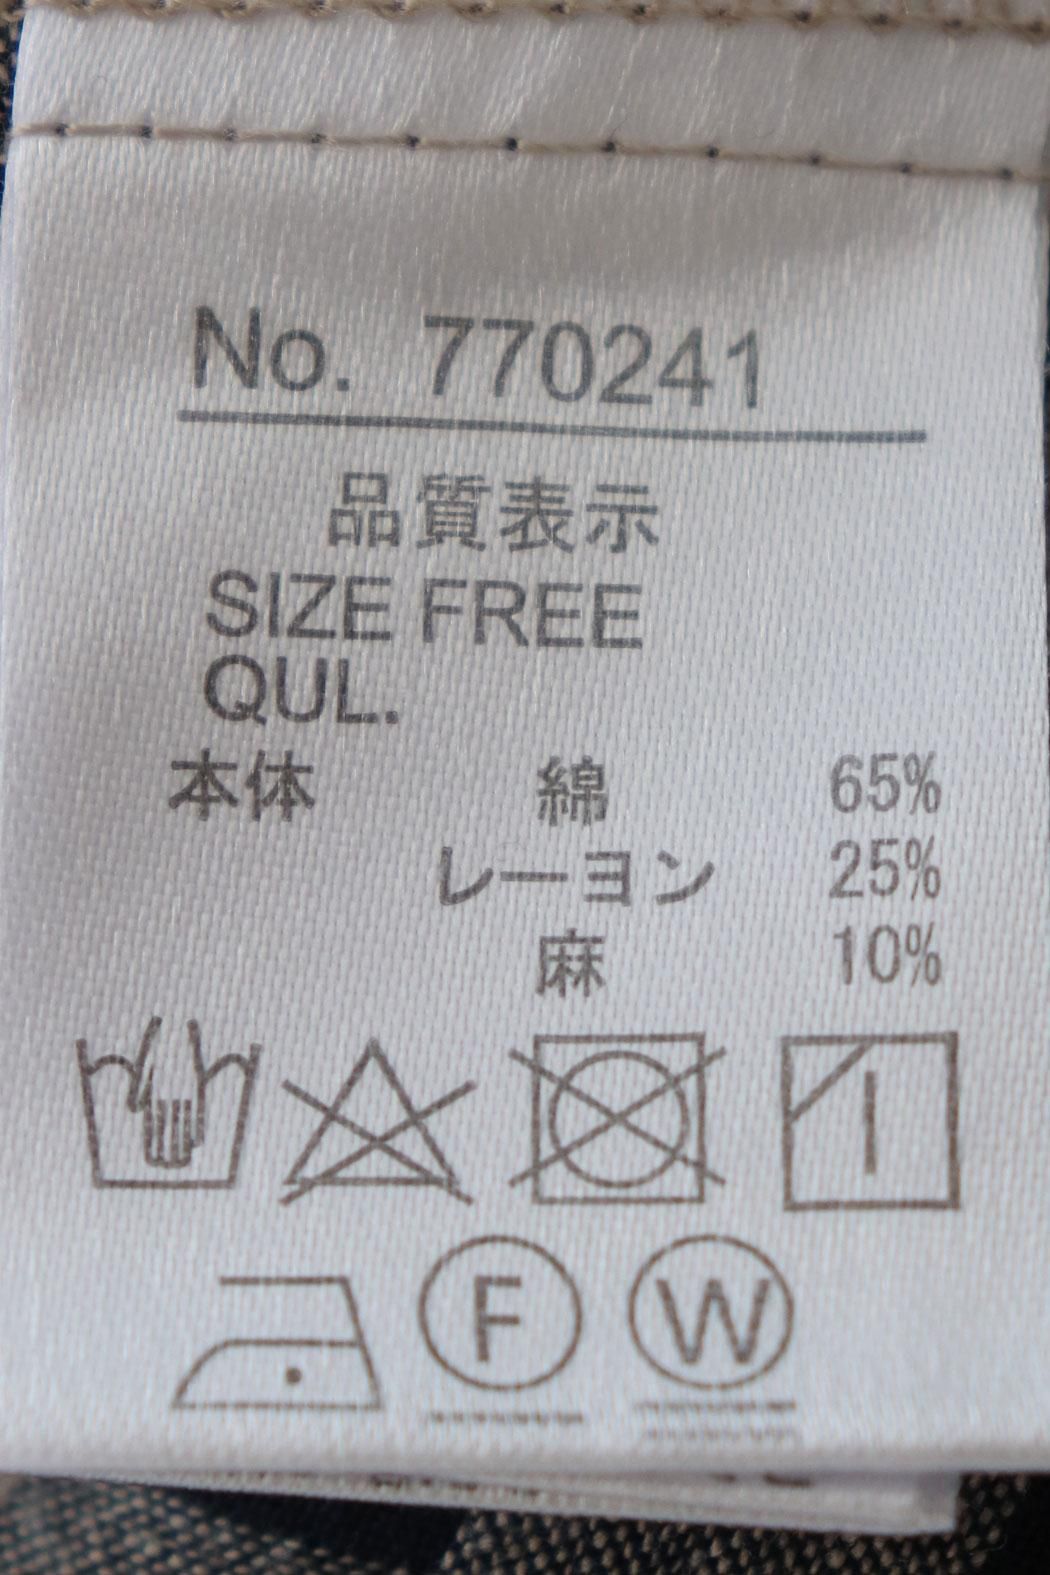 No. 770241
品質表示
SIZE FREE
QUL.
本体 綿 65%
レーヨン 25%
麻 10%
F W